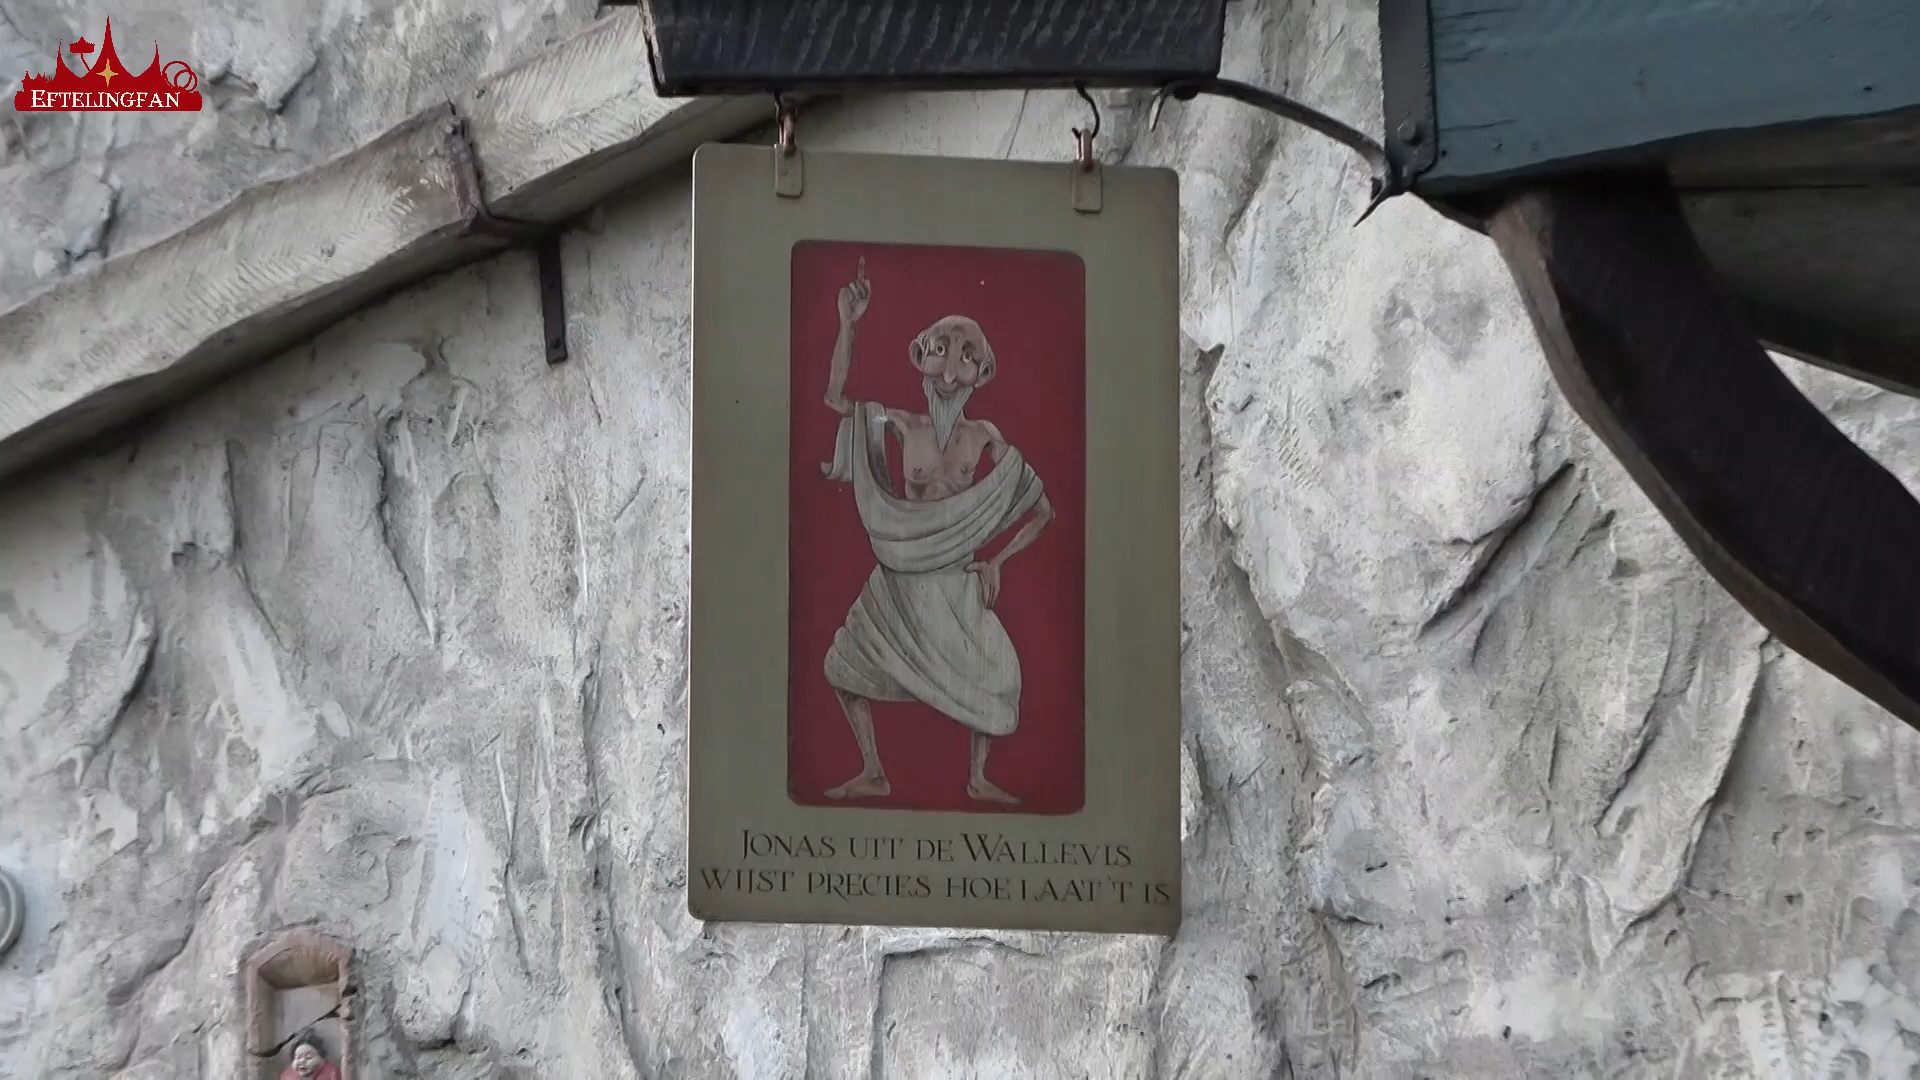 EFTELINGFAN
JONAS UIT DE WALLEVIS
WIJST PRECIES HOE LAAT 'T IS